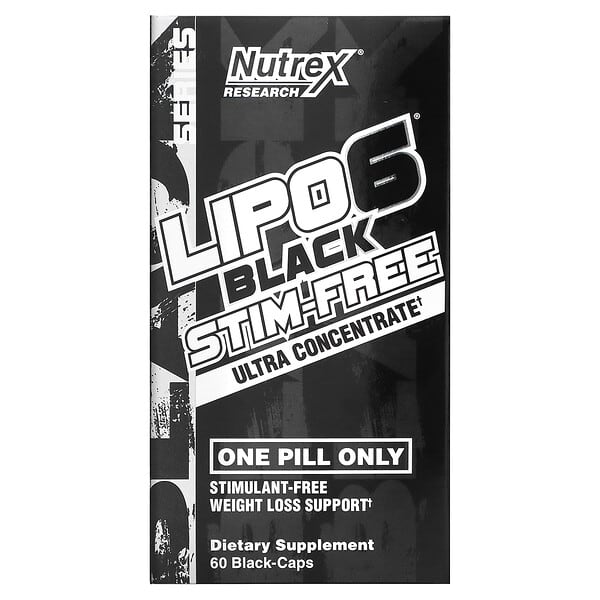 SERIES
Nutrex
RESEARCH
LIPO6®
BLACK
STIM-FREE
ULTRA CONCENTRATE†
ONE PILL ONLY
STIMULANT-FREE
WEIGHT LOSS SUPPORT†
Dietary Supplement
60 Black-Caps